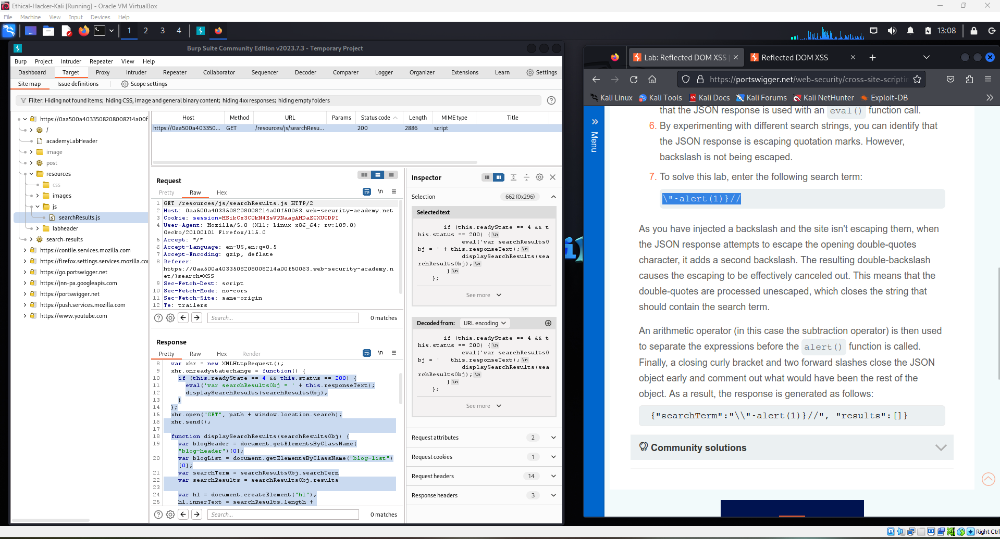 Ethical-Hacker-Kali [Running] - Oracle VM VirtualBox
File Machine View Input Devices Help
1 2 3 4
13:08
Burp Suite Community Edition v2023.7.3 - Temporary Project
Burp Project Intruder Repeater View Help
Dashboard Target Proxy Intruder Repeater Collaborator Sequencer Decoder Comparer Logger Organizer Extensions Learn Settings
Site map Issue definitions Scope settings
Filter: Hiding not found items; hiding CSS, image and general binary content; hiding 4xx responses; hiding empty folders
https://0aa500a4033508208008214a00f
/
academyLabHeader
image
post
resources
css
images
js
searchResults.js
labheader
search-results
https://contile.services.mozilla.com
https://firefox.settings.services.mozilla.co
https://go.portswigger.net
https://jnn-pa.googleapis.com
https://portswigger.net
https://push.services.mozilla.com
https://www.youtube.com
Host Method URL Params Status code Length MIME type Title
https://0aa500a403350... GET /resources/js/searchResu... 200 2886 script
Request
Pretty Raw Hex
\n
1 GET /resources/js/searchResults.js HTTP/2
2 Host: 0aa500a4033508208008214a00f50063.web-security-academy.net
3 Cookie: session=HSikCx3C0kN4EsVPNaagAHDaECXUCDPI
4 User-Agent: Mozilla/5.0 (X11; Linux x86_64; rv:109.0)
Gecko/20100101 Firefox/115.0
5 Accept: */*
6 Accept-Language: en-US,en;q=0.5
7 Accept-Encoding: gzip, deflate
8 Referer:
https://0aa500a4033508208008214a00f50063.web-security-academy.n
et/?search=XSS
9 Sec-Fetch-Dest: script
10 Sec-Fetch-Mode: no-cors
11 Sec-Fetch-Site: same-origin
12 Te: trailers
Search... 0 matches
Response
Pretty Raw Hex Render
\n
8 var xhr = new XMLHttpRequest();
9 xhr.onreadystatechange = function() {
10 if (this.readyState == 4 && this.status == 200) {
11 eval('var searchResultsObj = ' + this.responseText);
12 displaySearchResults(searchResultsObj);
13 }
14 };
15 xhr.open("GET", path + window.location.search);
16 xhr.send();
17
18 function displaySearchResults(searchResultsObj) {
19 var blogHeader = document.getElementsByClassName(
"blog-header")[0];
20 var blogList = document.getElementsByClassName("blog-list")
[0];
21 var searchTerm = searchResultsObj.searchTerm
22 var searchResults = searchResultsObj.results
23
24 var h1 = document.createElement("h1");
25 h1.innerText = searchResults.length +
Search... 0 matches
Inspector
Selection 662 (0x296)
Selected text
if (this.readyState == 4 && t
his.status == 200) { \n
eval('var searchResultsO
bj = ' + this.responseText); \n
displaySearchResults(sea
rchResultsObj); \n
} \n
};
See more
Decoded from: URL encoding
if (this.readyState == 4 && t
his.status == 200) { \n
eval('var searchResultsO
bj = '   this.responseText); \n
displaySearchResults(sea
rchResultsObj); \n
} \n
};
See more
Request attributes 2
Request cookies 1
Request headers 14
Response headers 3
Lab: Reflected DOM XSS Reflected DOM XSS
https://portswigger.net/web-security/cross-site-scriptin
Kali Linux Kali Tools Kali Docs Kali Forums Kali NetHunter Exploit-DB
Menu
that the JSON response is used with an eval() function call.
6. By experimenting with different search strings, you can identify that
the JSON response is escaping quotation marks. However,
backslash is not being escaped.
7. To solve this lab, enter the following search term:
\"-alert(1)}//
As you have injected a backslash and the site isn't escaping them, when
the JSON response attempts to escape the opening double-quotes
character, it adds a second backslash. The resulting double-backslash
causes the escaping to be effectively canceled out. This means that the
double-quotes are processed unescaped, which closes the string that
should contain the search term.
An arithmetic operator (in this case the subtraction operator) is then used
to separate the expressions before the alert() function is called.
Finally, a closing curly bracket and two forward slashes close the JSON
object early and comment out what would have been the rest of the
object. As a result, the response is generated as follows:
{"searchTerm":"\\"-alert(1)}//", "results":[]}
Community solutions
Right Ctrl